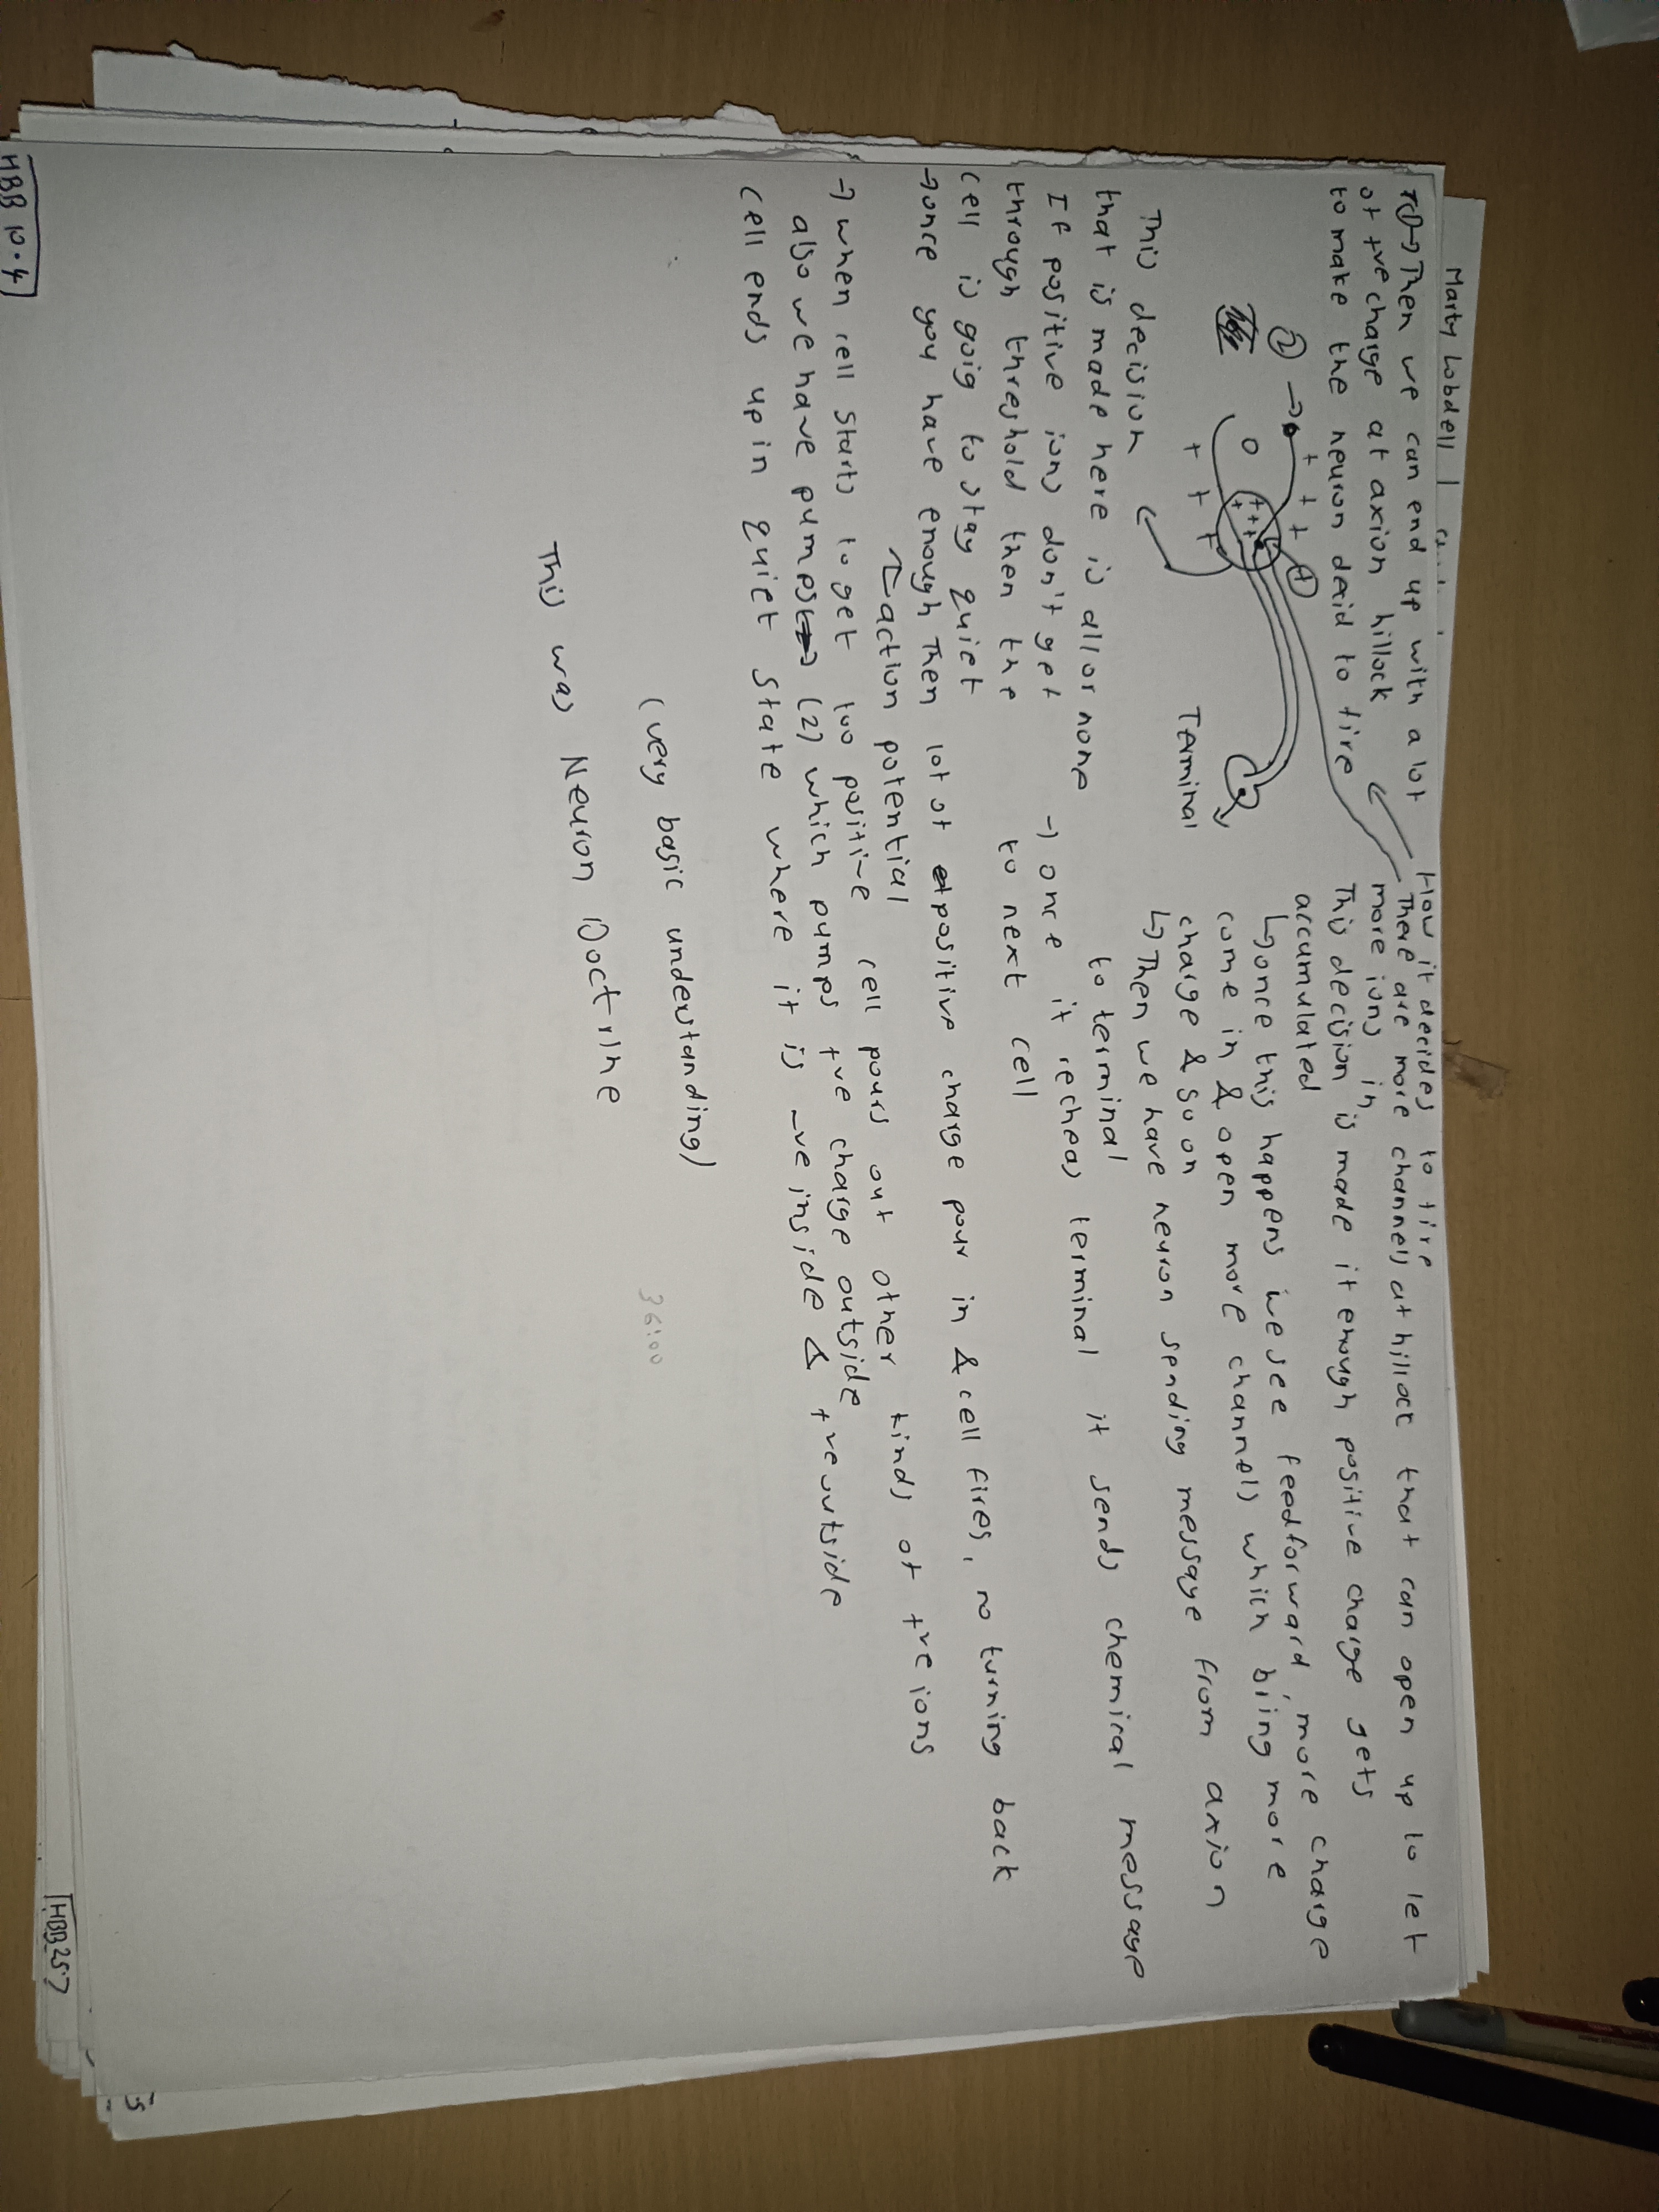 Marty Lobdell
→ Then we can end up with a lot
of +ve charge at axion hillock
to make the neuron decid to fire
How it decides to fire
There are more channels at hillock that can open up to let
more ions in
This decision is made if enough positive charge gets
accumulated
↳ once this happens we see feedforward, more charge
come in & open more channels which bring more
charge & so on
↳ Then we have neuron sending message from axion
to terminal
② → + + + +
0 + + + +
+ + +
Terminal
This decision
that is made here is all or none
If positive ions don't get
through threshold then the
cell is goig to stay quiet
→ once it reches terminal it sends chemical message
to next cell
→ once you have enough then lot of positive charge pour in & cell fires, no turning back
action potential
→ when cell starts to get too positive cell pours out other kinds of +ve ions
also we have pumps (2) which pumps +ve charge outside
cell ends up in quiet state where it is -ve inside & +ve outside
(very basic understanding)
36:00
This was Neuron Doctrine
HBB 10.4
HBB 25.7